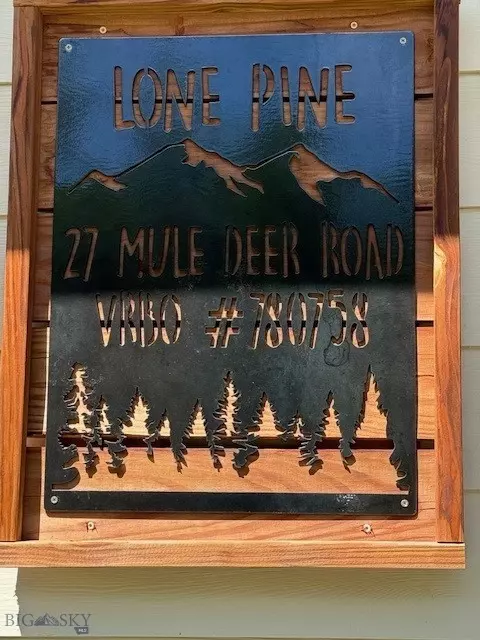 LONE PINE
27 MULE DEER ROAD
VRBO #780758
BIG SKY